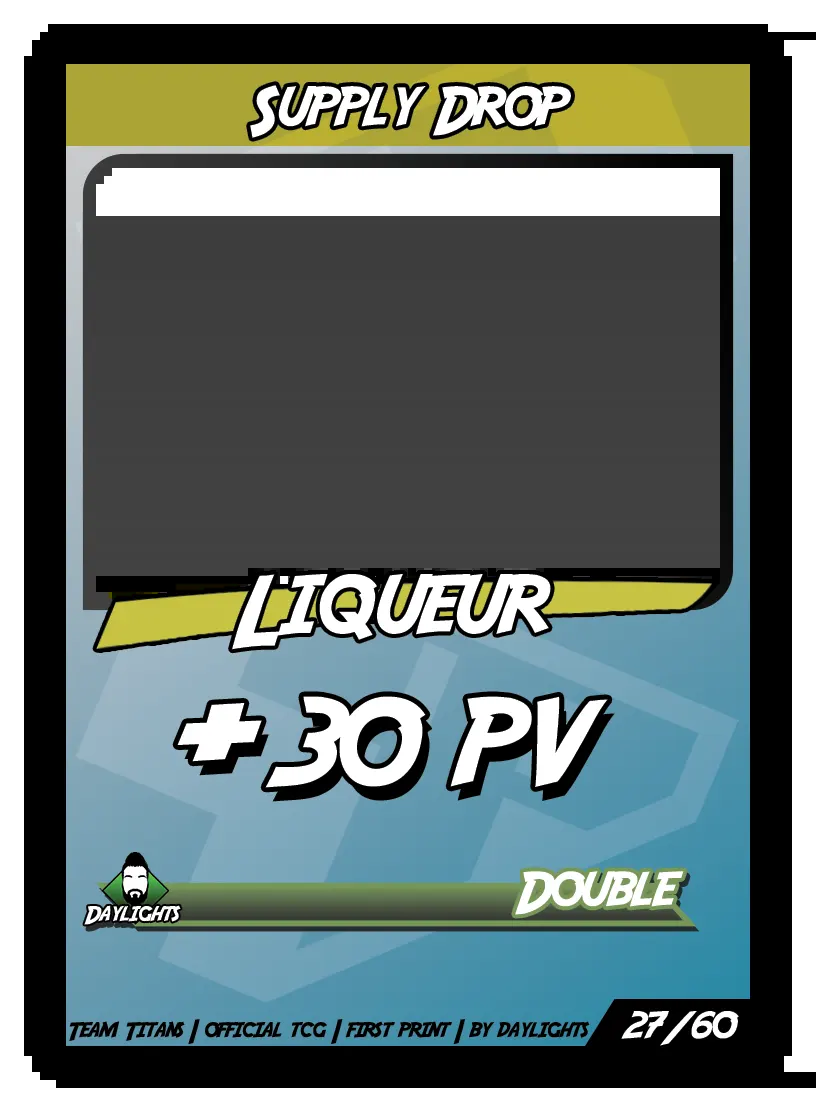 Supply Drop
Liqueur
+30 PV
Daylights
Double
Team Titans | official tcg | first print | by daylights
27/60